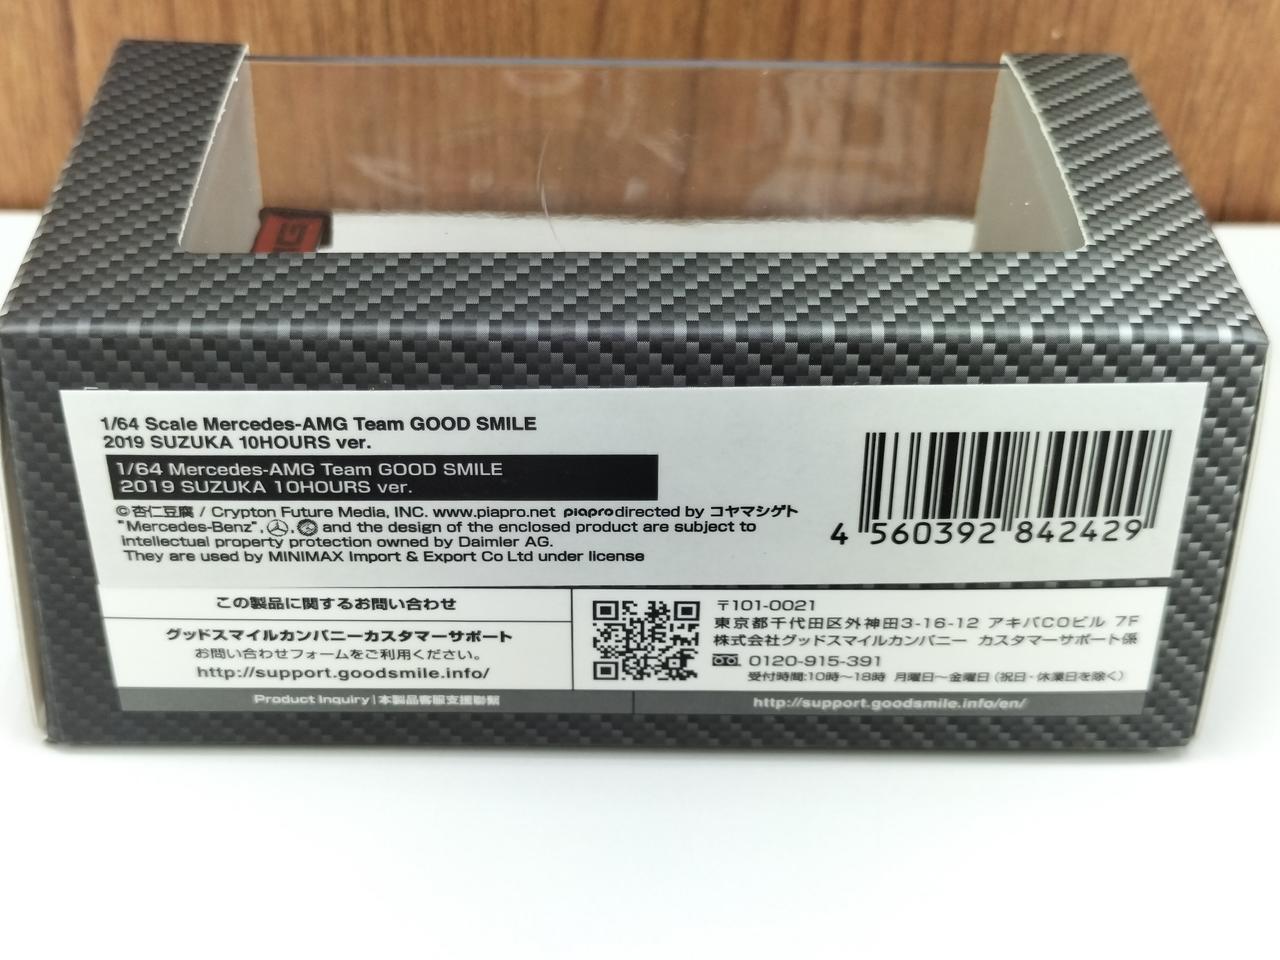 1/64 Scale Mercedes-AMG Team GOOD SMILE
2019 SUZUKA 10HOURS ver.
1/64 Mercedes-AMG Team GOOD SMILE
2019 SUZUKA 10HOURS ver.
©杏仁豆腐 / Crypton Future Media, INC. www.piapro.net piapro directed by コヤマシゲト
"Mercedes-Benz", and the design of the enclosed product are subject to
intellectual property protection owned by Daimler AG.
They are used by MINIMAX Import & Export Co Ltd under license
4 560392 842429
この製品に関するお問い合わせ
グッドスマイルカンパニーカスタマーサポート
お問い合わせフォームをご利用ください。
http://support.goodsmile.info/
〒101-0021
東京都千代田区外神田3-16-12 アキバCOビル 7F
株式会社グッドスマイルカンパニー カスタマーサポート係
0120-915-391
受付時間:10時～18時 月曜日～金曜日(祝日・休業日を除く)
Product Inquiry|本製品客服支援聯繫
http://support.goodsmile.info/en/